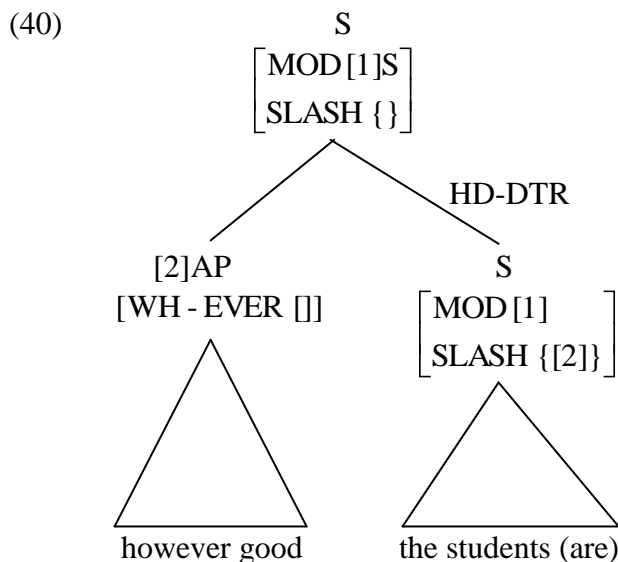 (40) S
[MOD [1]S
SLASH { }]
HD-DTR
[2]AP S
[WH - EVER []] [MOD [1]
SLASH {[2]}]
however good the students (are)